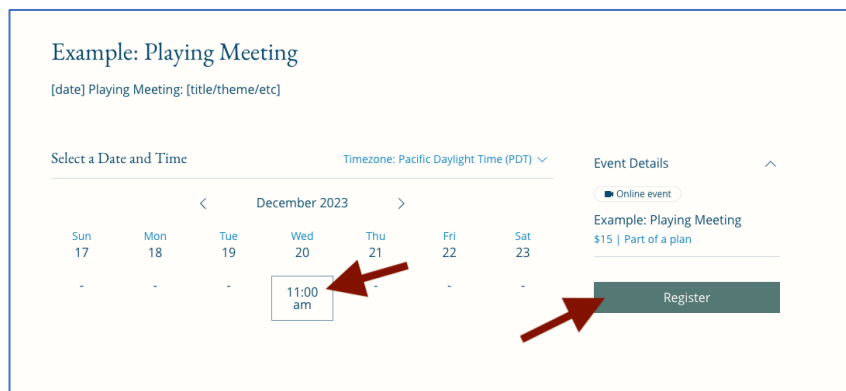 Example: Playing Meeting
[date] Playing Meeting: [title/theme/etc]
Select a Date and Time
Timezone: Pacific Daylight Time (PDT)
December 2023
Sun Mon Tue Wed Thu Fri Sat
17 18 19 20 21 22 23
- - - 11:00 am - - -
Event Details
Online event
Example: Playing Meeting
$15 | Part of a plan
Register